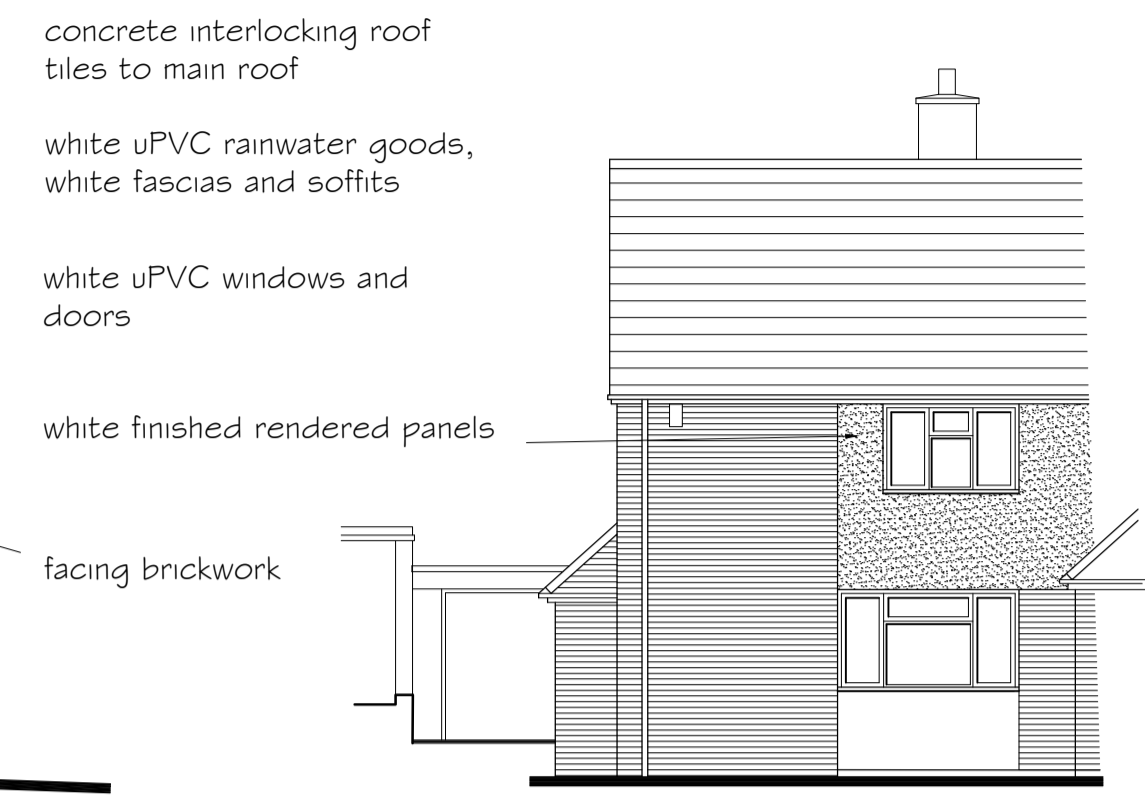 concrete interlocking roof
tiles to main roof
white uPVC rainwater goods,
white fascias and soffits
white uPVC windows and
doors
white finished rendered panels
facing brickwork